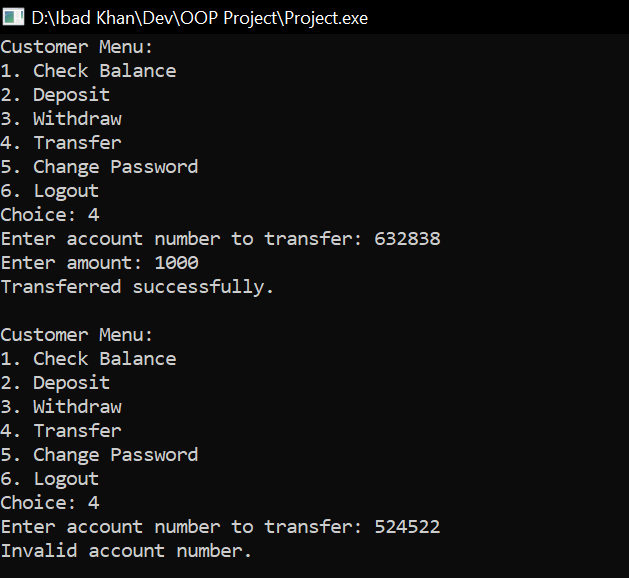 D:\Ibad Khan\Dev\OOP Project\Project.exe
Customer Menu:
1. Check Balance
2. Deposit
3. Withdraw
4. Transfer
5. Change Password
6. Logout
Choice: 4
Enter account number to transfer: 632838
Enter amount: 1000
Transferred successfully.

Customer Menu:
1. Check Balance
2. Deposit
3. Withdraw
4. Transfer
5. Change Password
6. Logout
Choice: 4
Enter account number to transfer: 524522
Invalid account number.